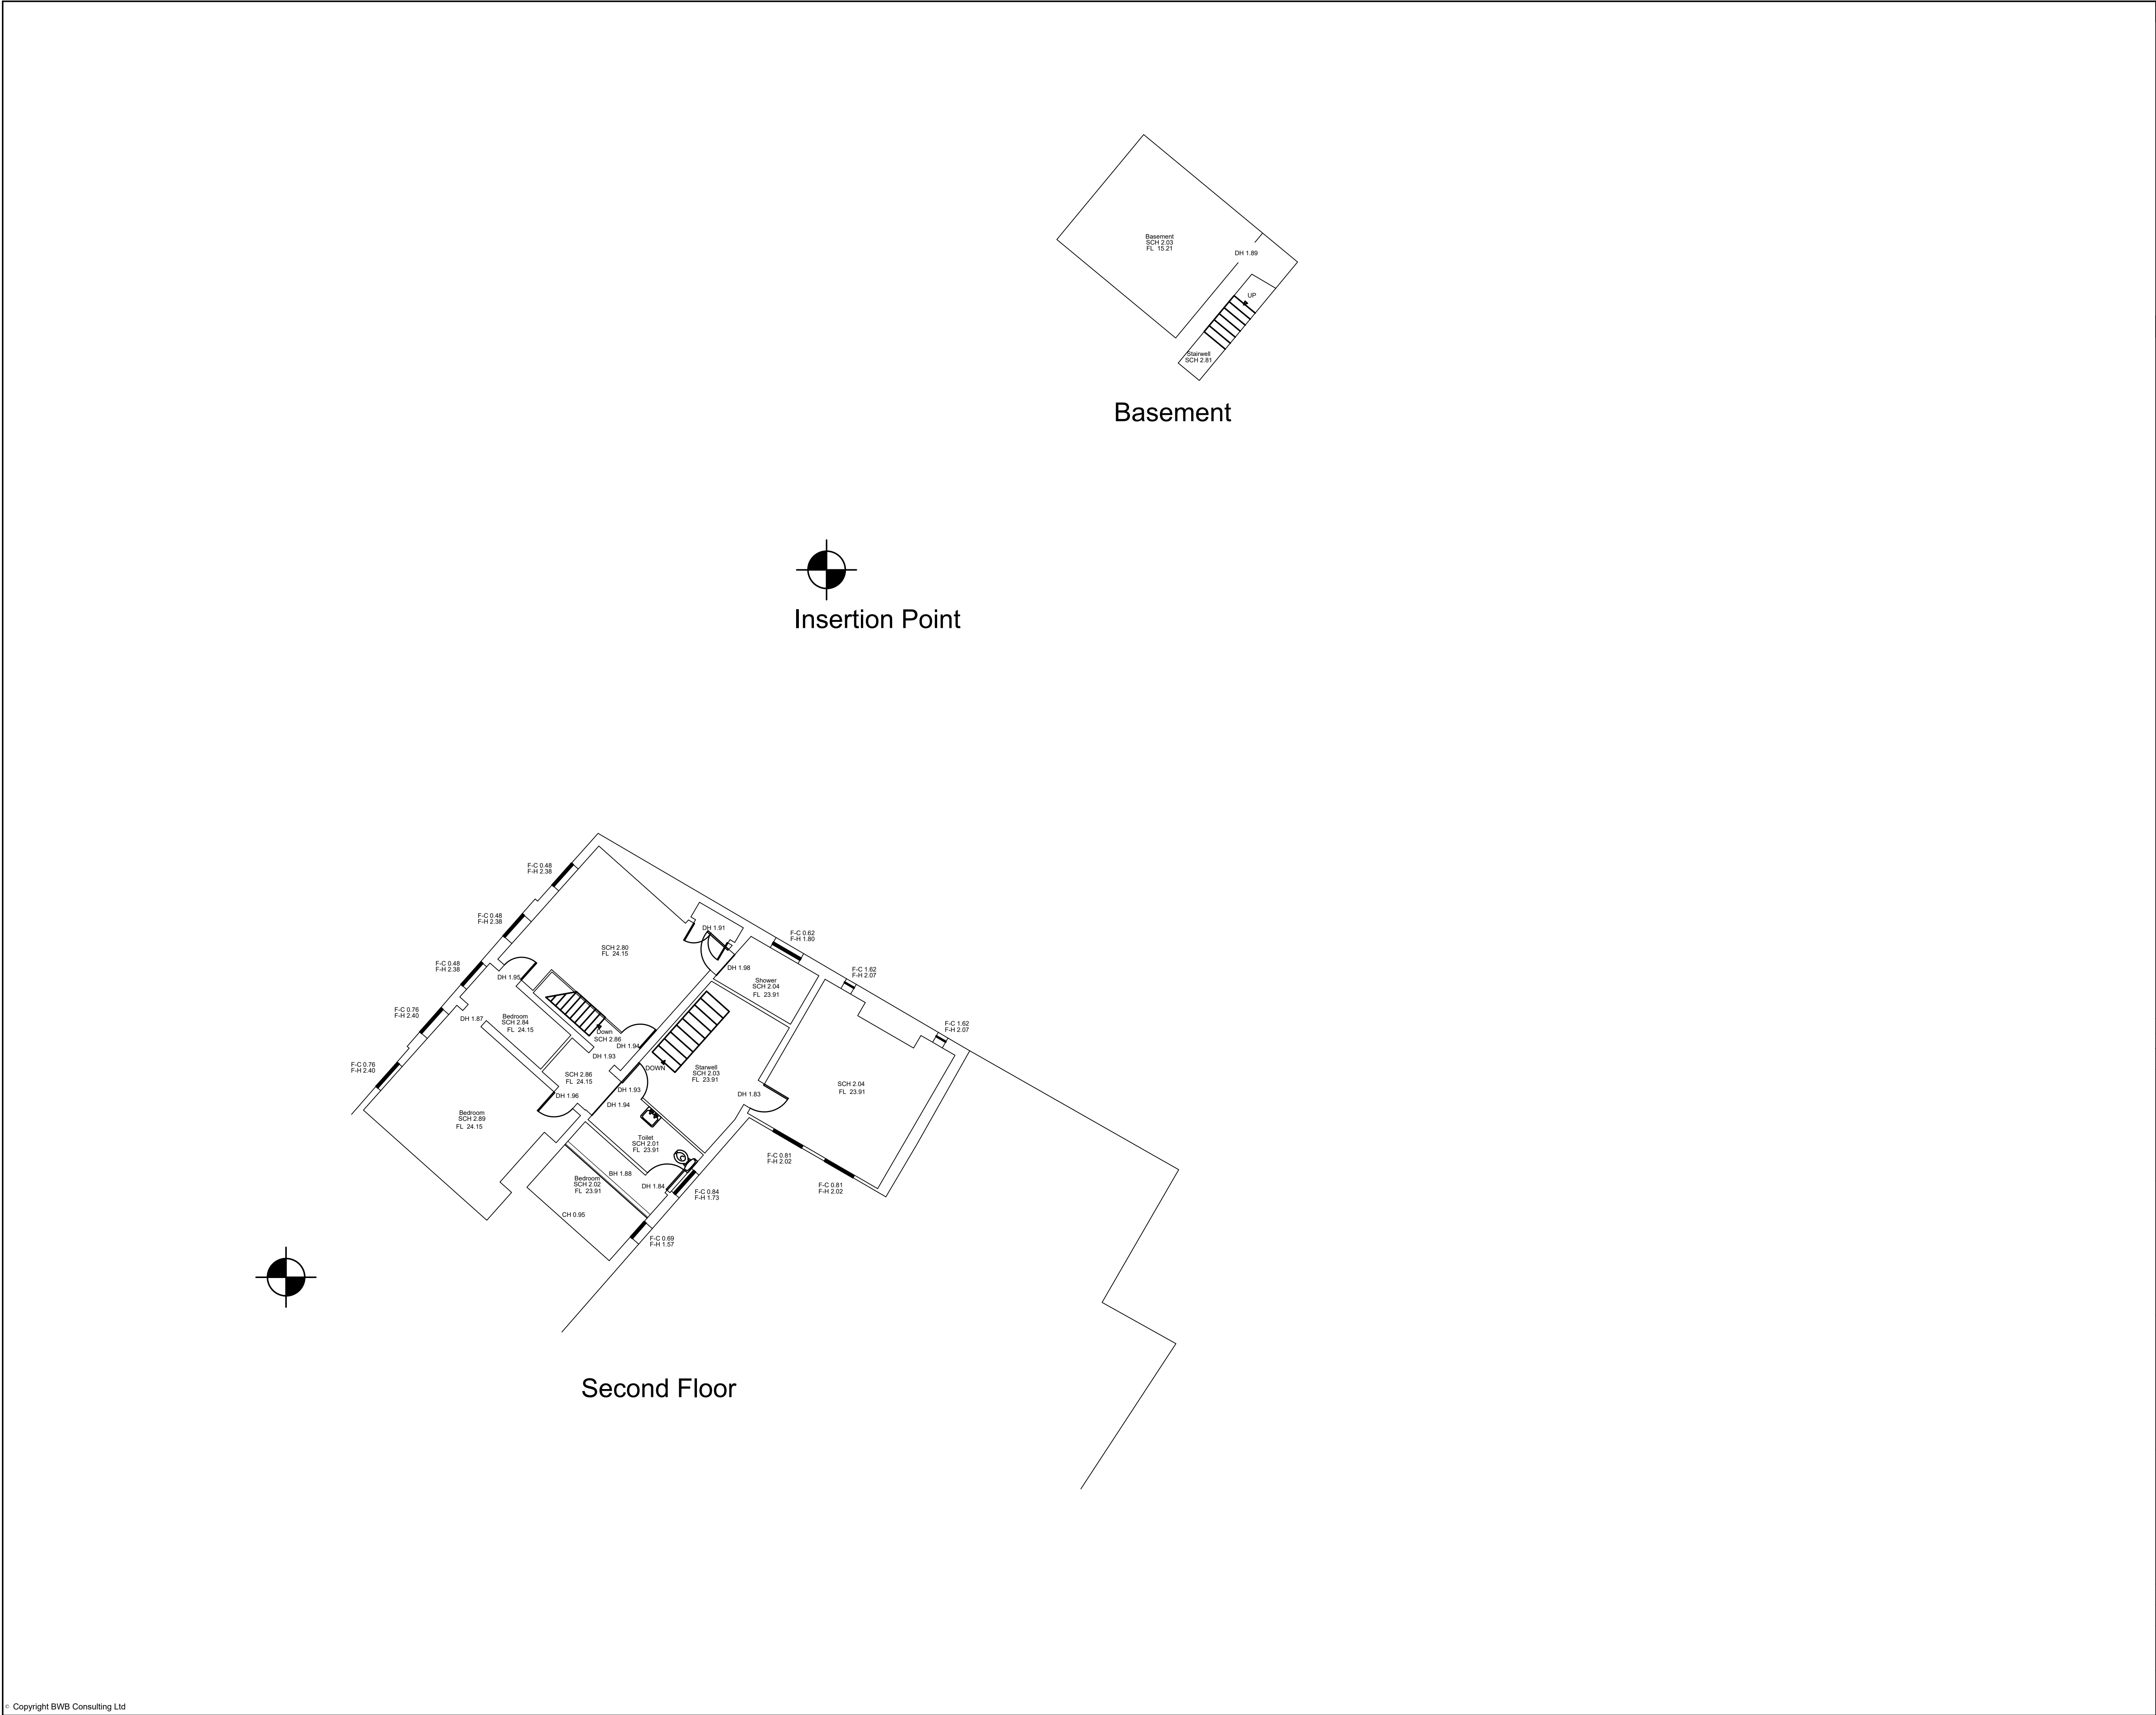 Basement
SCH 2.03
FL 15.21
DH 1.89
UP
Stairwell
SCH 2.81
Basement
Insertion Point
F-C 0.48
F-H 2.38
F-C 0.48
F-H 2.38
F-C 0.48
F-H 2.38
F-C 0.76
F-H 2.40
F-C 0.76
F-H 2.40
SCH 2.80
FL 24.15
DH 1.91
F-C 0.62
F-H 1.80
DH 1.98
Shower
SCH 2.04
FL 23.91
F-C 1.62
F-H 2.07
F-C 1.62
F-H 2.07
DH 1.95
DH 1.87
Bedroom
SCH 2.84
FL 24.15
Down
SCH 2.86
DH 1.94
DH 1.93
SCH 2.86
FL 24.15
DOWN
Starwell
SCH 2.03
FL 23.91
DH 1.93
DH 1.96
DH 1.94
DH 1.83
SCH 2.04
FL 23.91
Bedroom
SCH 2.89
FL 24.15
Toilet
SCH 2.01
FL 23.91
F-C 0.81
F-H 2.02
F-C 0.81
F-H 2.02
BH 1.88
Bedroom
SCH 2.02
FL 23.91
DH 1.84
F-C 0.84
F-H 1.73
CH 0.95
F-C 0.69
F-H 1.57
Second Floor
© Copyright BWB Consulting Ltd